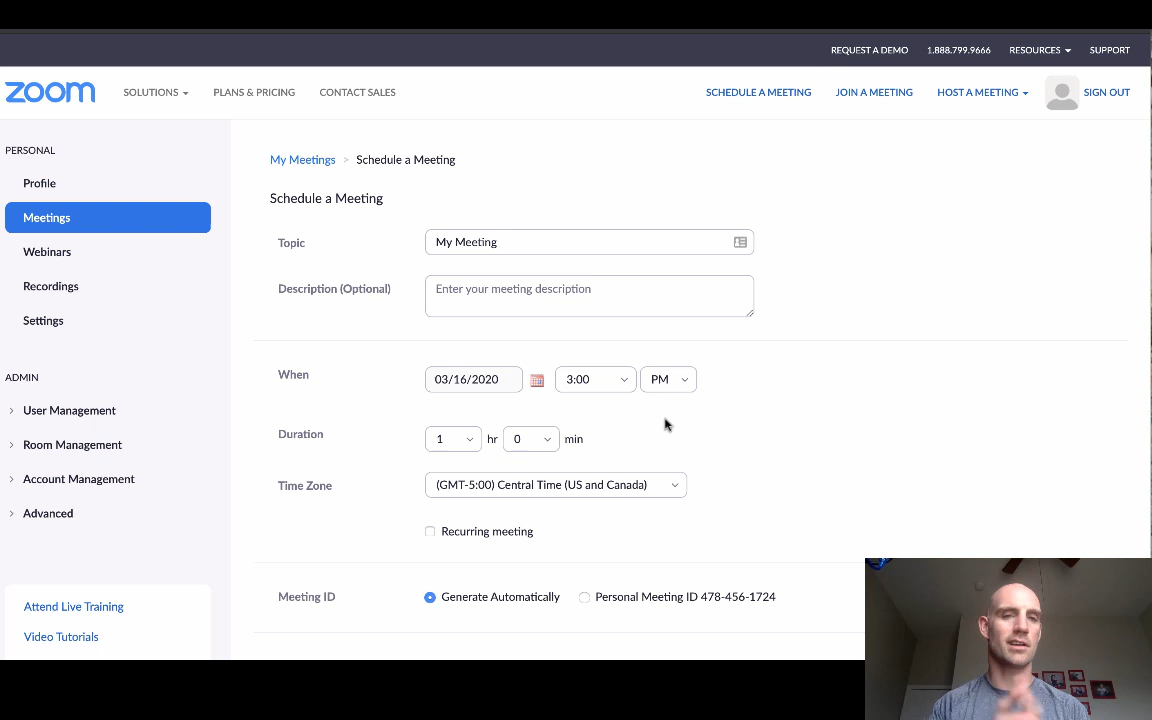 REQUEST A DEMO 1.888.799.9666 RESOURCES SUPPORT
zoom SOLUTIONS PLANS & PRICING CONTACT SALES SCHEDULE A MEETING JOIN A MEETING HOST A MEETING SIGN OUT
PERSONAL
Profile
Meetings
Webinars
Recordings
Settings
ADMIN
User Management
Room Management
Account Management
Advanced
Attend Live Training
Video Tutorials
My Meetings > Schedule a Meeting
Schedule a Meeting
Topic My Meeting
Description (Optional) Enter your meeting description
When 03/16/2020 3:00 PM
Duration 1 hr 0 min
Time Zone (GMT-5:00) Central Time (US and Canada)
Recurring meeting
Meeting ID Generate Automatically Personal Meeting ID 478-456-1724